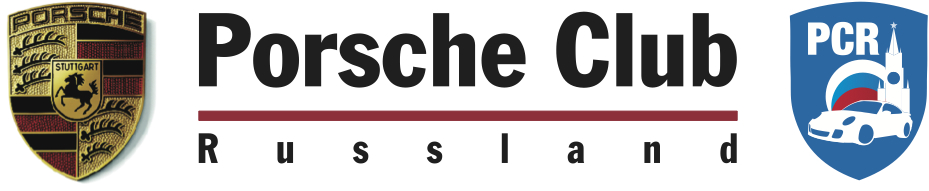 PORSCHE
STUTTGART
Porsche Club
Russland
PCR